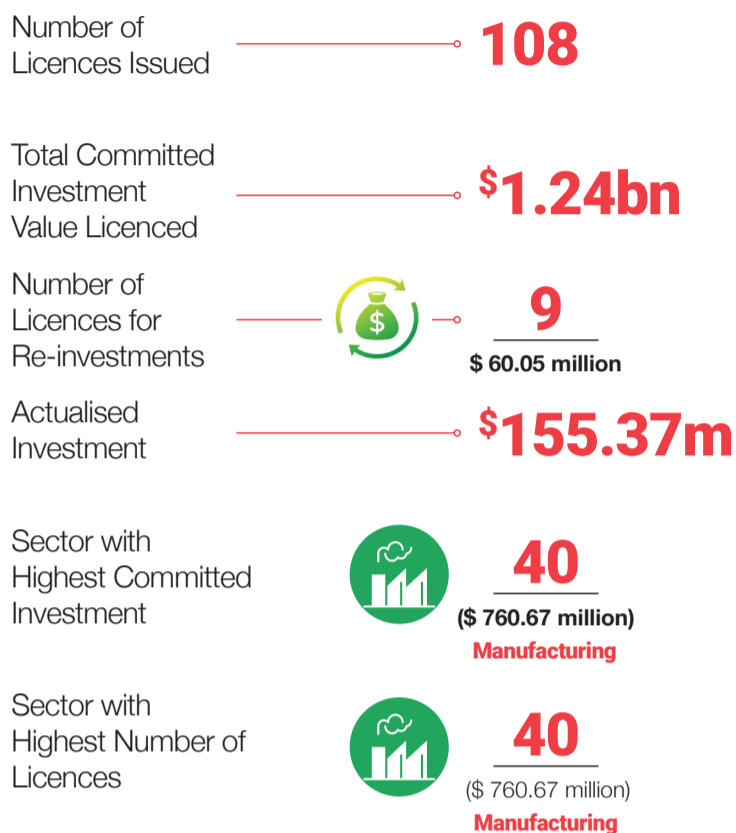 Number of
Licences Issued
108
Total Committed
Investment
Value Licenced
$1.24bn
Number of
Licences for
Re-investments
$
9
$ 60.05 million
Actualised
Investment
$155.37m
Sector with
Highest Committed
Investment
40
($ 760.67 million)
Manufacturing
Sector with
Highest Number of
Licences
40
($ 760.67 million)
Manufacturing